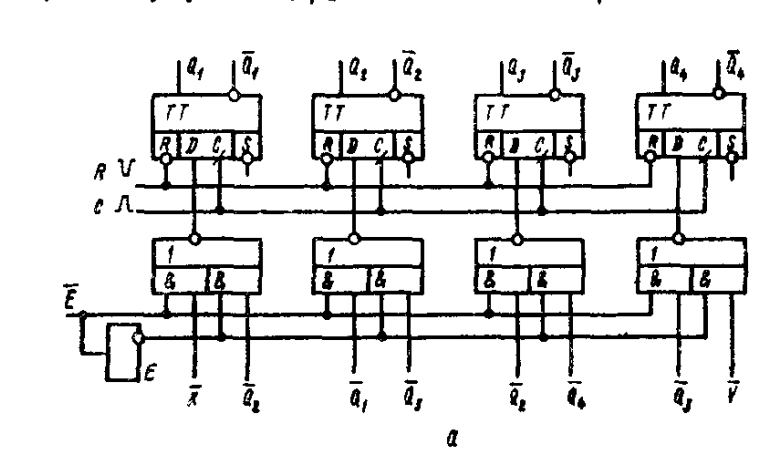 Q₁ Q̅₁ Q₂ Q̅₂ Q₃ Q̅₃ Q₄ Q̅₄
TT TT TT TT
R D C S R D C S R D C S R D C S
R
C
1 1 1 1
& & & & & & & &
E̅
E
x̅ Q̅₂ Q̅₁ Q̅₃ Q̅₂ Q̅₄ Q̅₃ V̅
a